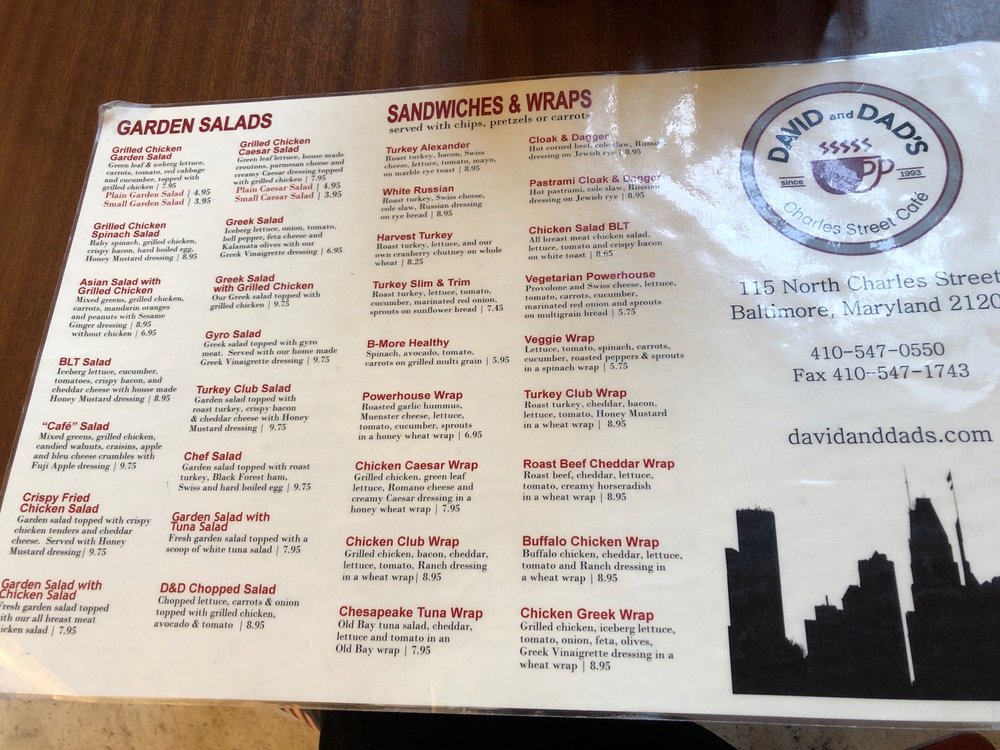 GARDEN SALADS
Grilled Chicken
Garden Salad
Green leaf & iceberg lettuce,
carrots, tomato, red cabbage
and cucumber, topped with
grilled chicken | 7.95
Plain Garden Salad | 4.95
Small Garden Salad | 3.95
Grilled Chicken
Spinach Salad
Baby spinach, grilled chicken,
crispy bacon, hard boiled egg,
Honey Mustard dressing | 8.95
Asian Salad with
Grilled Chicken
Mixed greens, grilled chicken,
carrots, mandarin oranges
and peanuts with Sesame
Ginger dressing | 8.95
without chicken | 6.95
BLT Salad
Iceberg lettuce, cucumber,
tomatoes, crispy bacon, and
cheddar cheese with house made
Honey Mustard dressing | 8.95
“Café” Salad
Mixed greens, grilled chicken,
candied walnuts, craisins, apple
and bleu cheese crumbles with
Fuji Apple dressing | 9.75
Crispy Fried
Chicken Salad
Garden salad topped with crispy
chicken tenders and cheddar
cheese. Served with Honey
Mustard dressing| 9.75
Garden Salad with
Chicken Salad
Fresh garden salad topped
with our all breast meat
chicken salad | 7.95
Grilled Chicken
Caesar Salad
Green leaf lettuce, house made
croutons, parmesan cheese and
creamy Caesar dressing topped
with grilled chicken | 7.95
Plain Caesar Salad | 4.95
Small Caesar Salad | 3.95
Greek Salad
Iceberg lettuce, onion, tomato,
bell pepper, feta cheese and
Kalamata olives with our
Greek Vinaigrette dressing | 6.95
Greek Salad
with Grilled Chicken
Our Greek salad topped with
grilled chicken | 9.75
Gyro Salad
Greek salad topped with gyro
meat. Served with our home made
Greek Vinaigrette dressing | 9.75
Turkey Club Salad
Garden salad topped with
roast turkey, crispy bacon
& cheddar cheese with Honey
Mustard dressing | 9.75
Chef Salad
Garden salad topped with roast
turkey, Black Forest ham,
Swiss and hard boiled egg | 9.75
Garden Salad with
Tuna Salad
Fresh garden salad topped with a
scoop of white tuna salad | 7.95
D&D Chopped Salad
Chopped lettuce, carrots & onion
topped with grilled chicken,
avocado & tomato | 8.95
SANDWICHES & WRAPS
served with chips, pretzels or carrots
Turkey Alexander
Roast turkey, bacon, Swiss
cheese, lettuce, tomato, mayo,
on marble rye toast | 8.95
White Russian
Roast turkey, Swiss cheese,
cole slaw, Russian dressing
on rye bread | 8.95
Harvest Turkey
Roast turkey, lettuce, and our
own cranberry chutney on whole
wheat | 8.25
Turkey Slim & Trim
Roast turkey, lettuce, tomato,
cucumber, marinated red onion,
sprouts on sunflower bread | 7.45
B-More Healthy
Spinach, avocado, tomato,
carrots on grilled multi grain | 5.95
Powerhouse Wrap
Roasted garlic hummus,
Muenster cheese, lettuce,
tomato, cucumber, sprouts
in a honey wheat wrap | 6.95
Chicken Caesar Wrap
Grilled chicken, green leaf
lettuce, Romano cheese and
creamy Caesar dressing in a
honey wheat wrap | 7.95
Chicken Club Wrap
Grilled chicken, bacon, cheddar,
lettuce, tomato, Ranch dressing
in a wheat wrap| 8.95
Chesapeake Tuna Wrap
Old Bay tuna salad, cheddar,
lettuce and tomato in an
Old Bay wrap | 7.95
Cloak & Dagger
Hot corned beef, cole slaw, Russian
dressing on Jewish rye | 8.95
Pastrami Cloak & Dagger
Hot pastrami, cole slaw, Russian
dressing on Jewish rye | 8.95
Chicken Salad BLT
All breast meat chicken salad,
lettuce, tomato and crispy bacon
on white toast | 8.65
Vegetarian Powerhouse
Provolone and Swiss cheese, lettuce,
tomato, carrots, cucumber,
marinated red onion and sprouts
on multigrain bread | 5.75
Veggie Wrap
Lettuce, tomato, spinach, carrots,
cucumber, roasted peppers & sprouts
in a spinach wrap | 5.75
Turkey Club Wrap
Roast turkey, cheddar, bacon,
lettuce, tomato, Honey Mustard
in a wheat wrap | 8.95
Roast Beef Cheddar Wrap
Roast beef, cheddar, lettuce,
tomato, creamy horseradish
in a wheat wrap | 8.95
Buffalo Chicken Wrap
Buffalo chicken, cheddar, lettuce,
tomato and Ranch dressing in
a wheat wrap| 8.95
Chicken Greek Wrap
Grilled chicken, iceberg lettuce,
tomato, onion, feta, olives,
Greek Vinaigrette dressing in a
wheat wrap | 8.95
DAVID and DAD'S
since 1993
Charles Street Café
115 North Charles Street
Baltimore, Maryland 2120
410-547-0550
Fax 410-547-1743
davidanddads.com